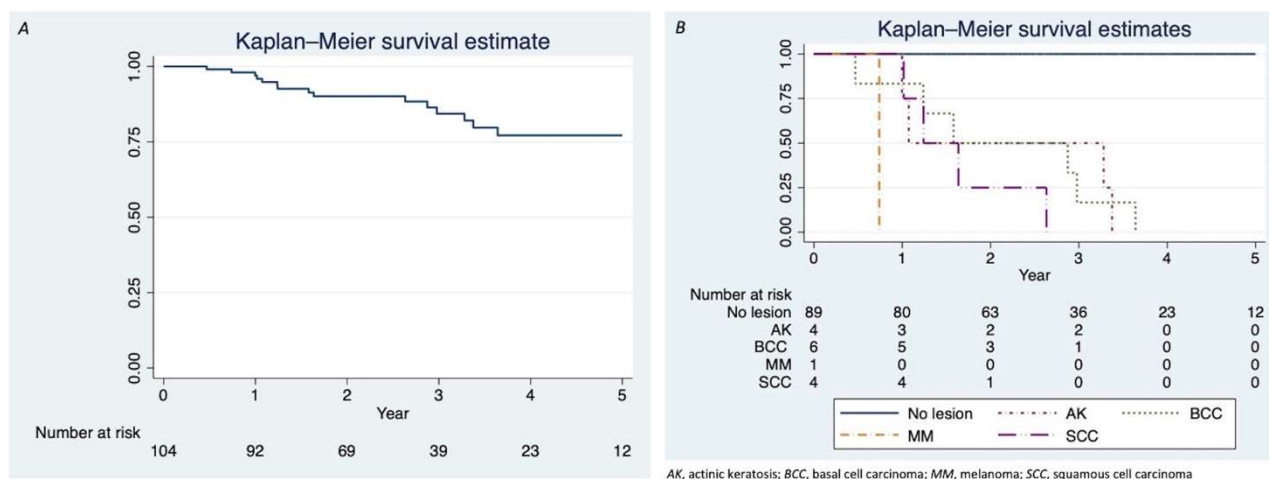 A
Kaplan–Meier survival estimate
1.00
0.75
0.50
0.25
0.00
0 1 2 3 4 5
Year
Number at risk
104 92 69 39 23 12
B
Kaplan–Meier survival estimates
1.00
0.75
0.50
0.25
0.00
0 1 2 3 4 5
Year
Number at risk
No lesion 89 80 63 36 23 12
AK 4 3 2 2 0 0
BCC 6 5 3 1 0 0
MM 1 0 0 0 0 0
SCC 4 4 1 0 0 0
No lesion AK BCC
MM SCC
AK, actinic keratosis; BCC, basal cell carcinoma; MM, melanoma; SCC, squamous cell carcinoma